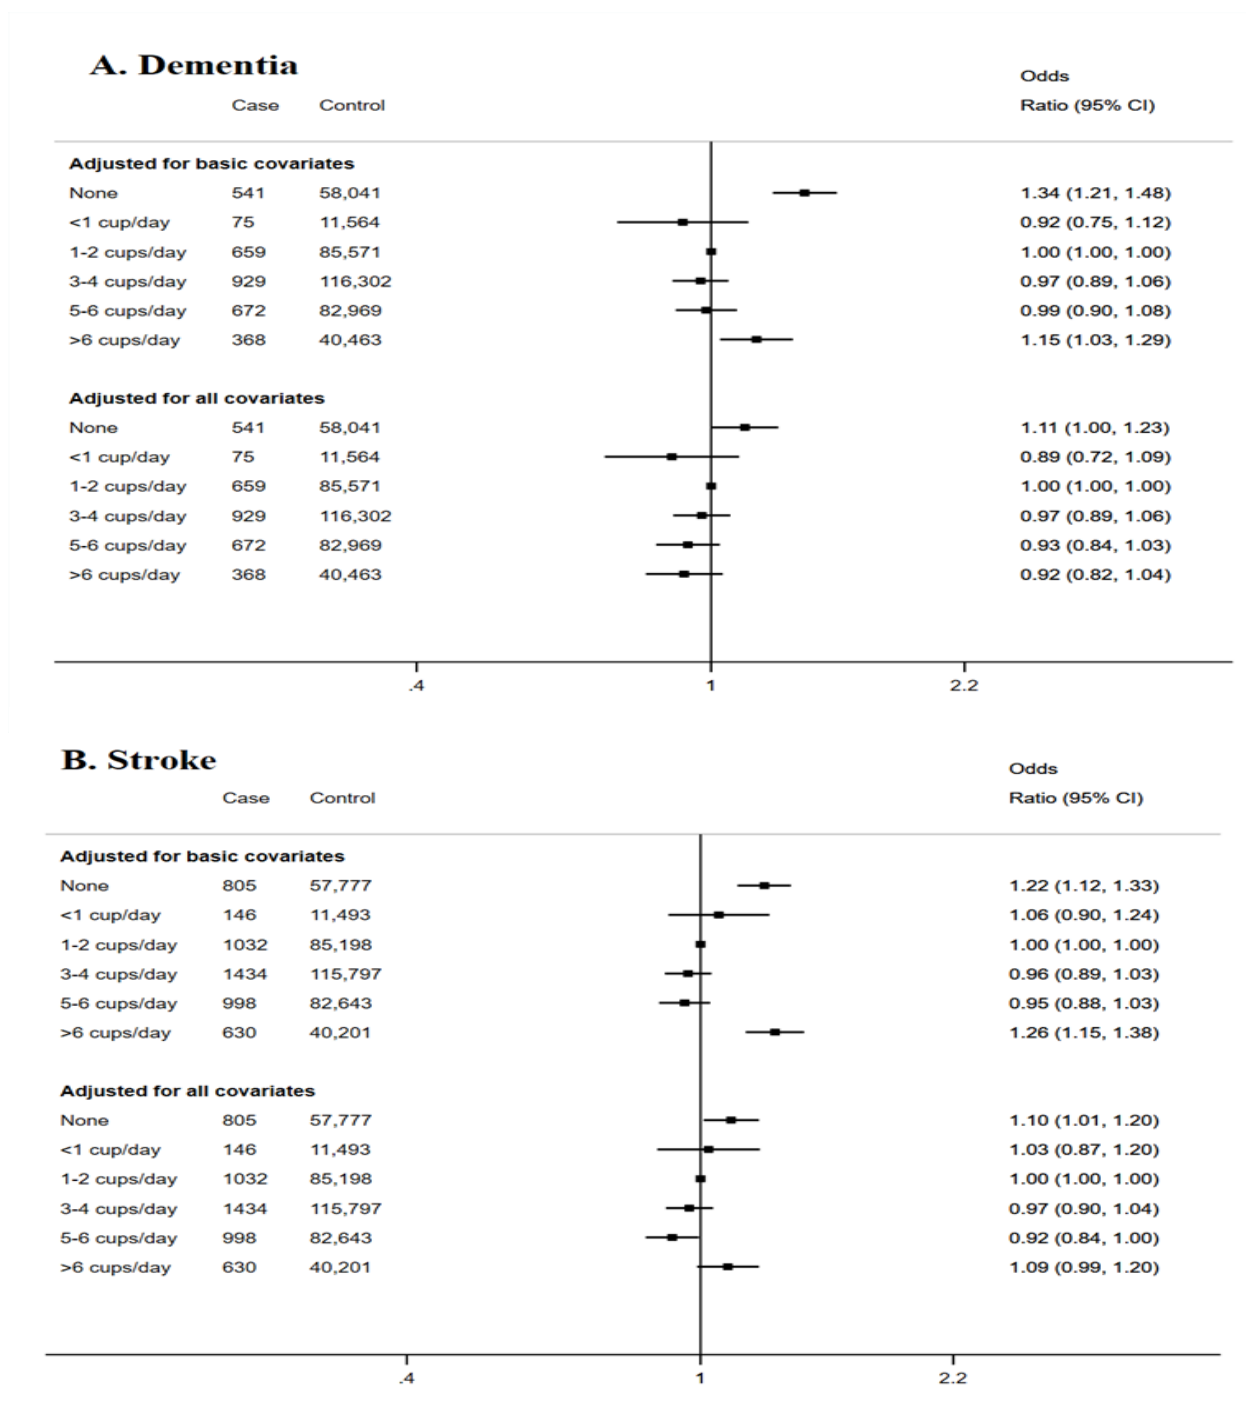 A. Dementia
Odds
Case Control Ratio (95% CI)
Adjusted for basic covariates
None 541 58,041 1.34 (1.21, 1.48)
<1 cup/day 75 11,564 0.92 (0.75, 1.12)
1-2 cups/day 659 85,571 1.00 (1.00, 1.00)
3-4 cups/day 929 116,302 0.97 (0.89, 1.06)
5-6 cups/day 672 82,969 0.99 (0.90, 1.08)
>6 cups/day 368 40,463 1.15 (1.03, 1.29)
Adjusted for all covariates
None 541 58,041 1.11 (1.00, 1.23)
<1 cup/day 75 11,564 0.89 (0.72, 1.09)
1-2 cups/day 659 85,571 1.00 (1.00, 1.00)
3-4 cups/day 929 116,302 0.97 (0.89, 1.06)
5-6 cups/day 672 82,969 0.93 (0.84, 1.03)
>6 cups/day 368 40,463 0.92 (0.82, 1.04)
.4 1 2.2
B. Stroke
Odds
Case Control Ratio (95% CI)
Adjusted for basic covariates
None 805 57,777 1.22 (1.12, 1.33)
<1 cup/day 146 11,493 1.06 (0.90, 1.24)
1-2 cups/day 1032 85,198 1.00 (1.00, 1.00)
3-4 cups/day 1434 115,797 0.96 (0.89, 1.03)
5-6 cups/day 998 82,643 0.95 (0.88, 1.03)
>6 cups/day 630 40,201 1.26 (1.15, 1.38)
Adjusted for all covariates
None 805 57,777 1.10 (1.01, 1.20)
<1 cup/day 146 11,493 1.03 (0.87, 1.20)
1-2 cups/day 1032 85,198 1.00 (1.00, 1.00)
3-4 cups/day 1434 115,797 0.97 (0.90, 1.04)
5-6 cups/day 998 82,643 0.92 (0.84, 1.00)
>6 cups/day 630 40,201 1.09 (0.99, 1.20)
.4 1 2.2